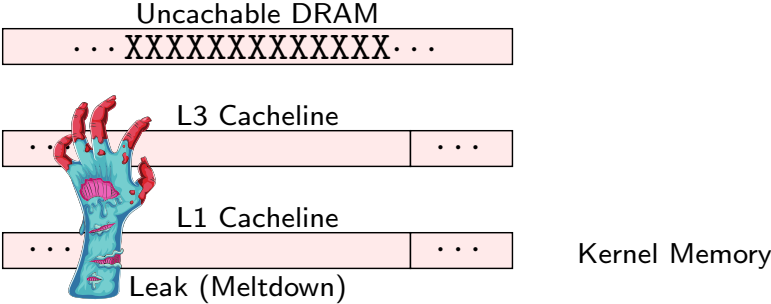 Uncachable DRAM
···XXXXXXXXXXXXX···
L3 Cacheline
··· ···
L1 Cacheline
··· ···
Kernel Memory
Leak (Meltdown)